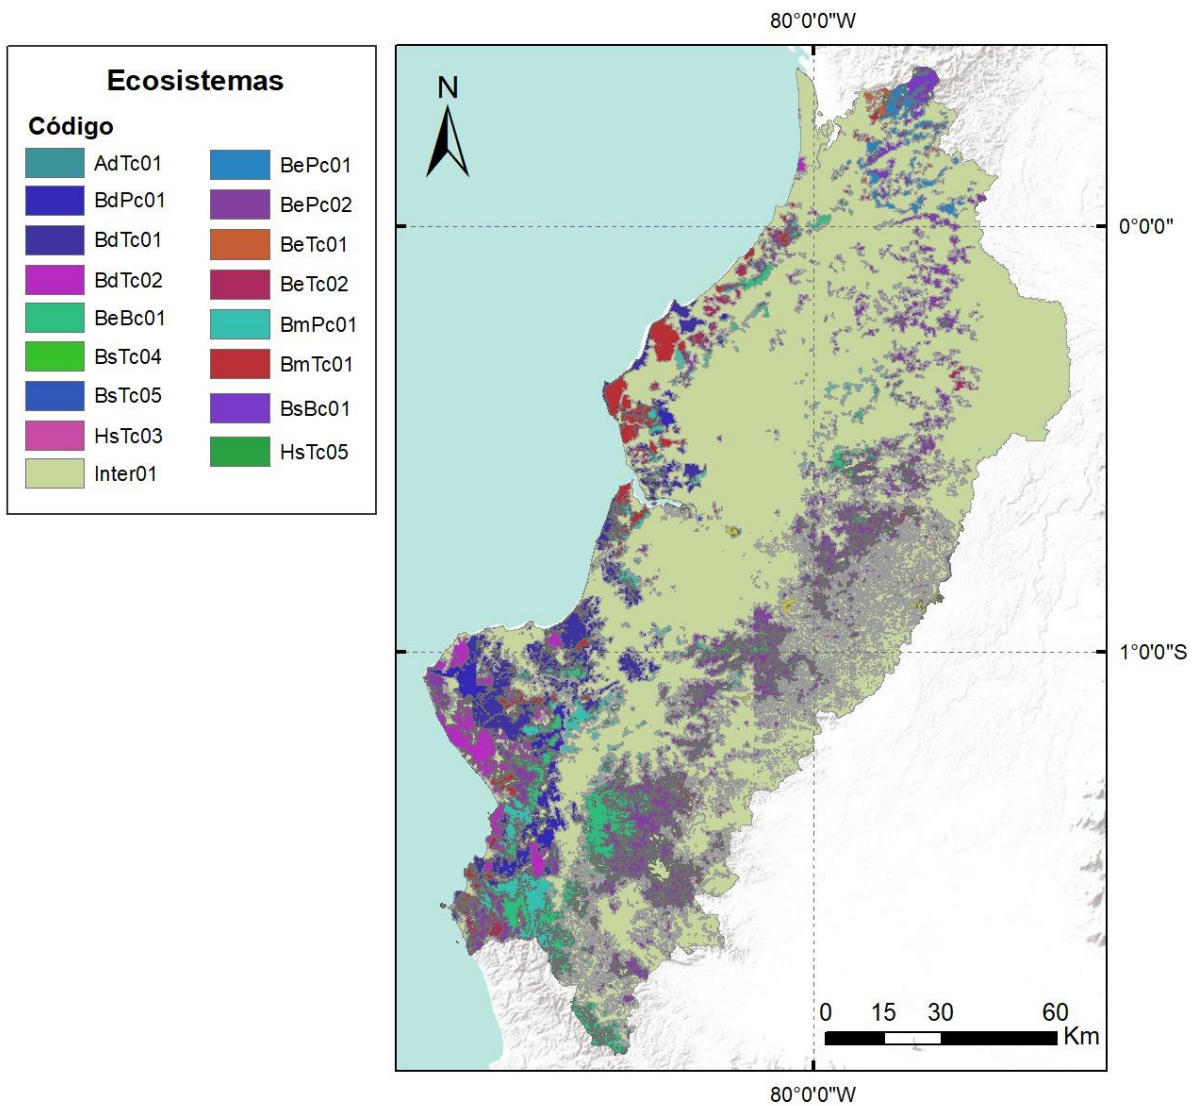 80°0'0"W
Ecosistemas
Código
AdTc01
BdPc01
BdTc01
BdTc02
BeBc01
BsTc04
BsTc05
HsTc03
Inter01
BePc01
BePc02
BeTc01
BeTc02
BmPc01
BmTc01
BsBc01
HsTc05
N
0°0'0"
1°0'0"S
0 15 30 60
Km
80°0'0"W